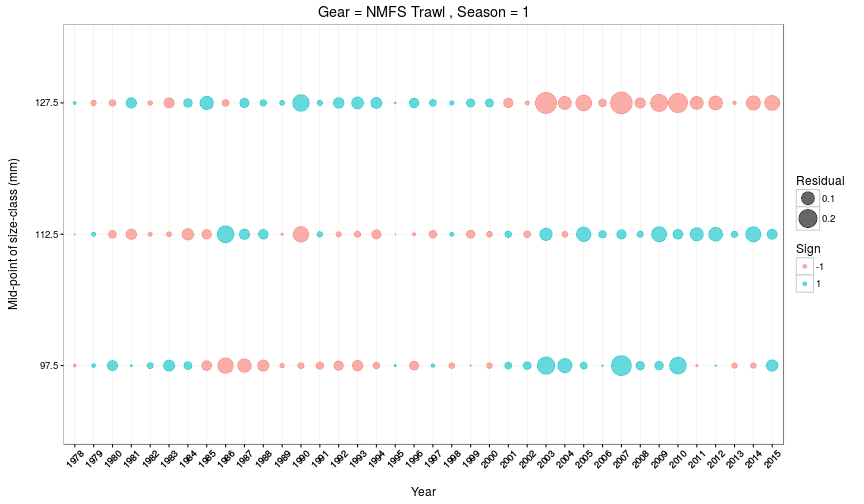 Gear = NMFS Trawl , Season = 1
Mid-point of size-class (mm)
127.5
112.5
97.5
1978 1979 1980 1981 1982 1983 1984 1985 1986 1987 1988 1989 1990 1991 1992 1993 1994 1995 1996 1997 1998 1999 2000 2001 2002 2003 2004 2005 2006 2007 2008 2009 2010 2011 2012 2013 2014 2015
Year
Residual
0.1
0.2
Sign
-1
1